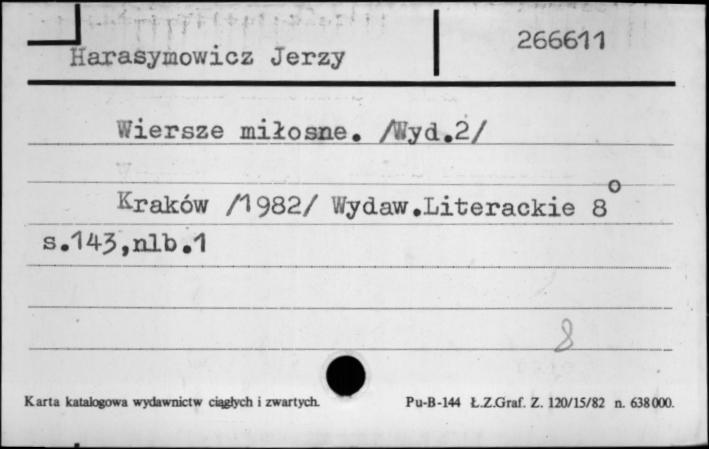 Harasymowicz Jerzy
266611
Wiersze miłosne. /Wyd.2/
Kraków /1982/ Wydaw.Literackie 8°
s.143,nlb.1
8
Karta katalogowa wydawnictw ciągłych i zwartych. Pu-B-144 Ł.Z.Graf. Z. 120/15/82 n. 638000.